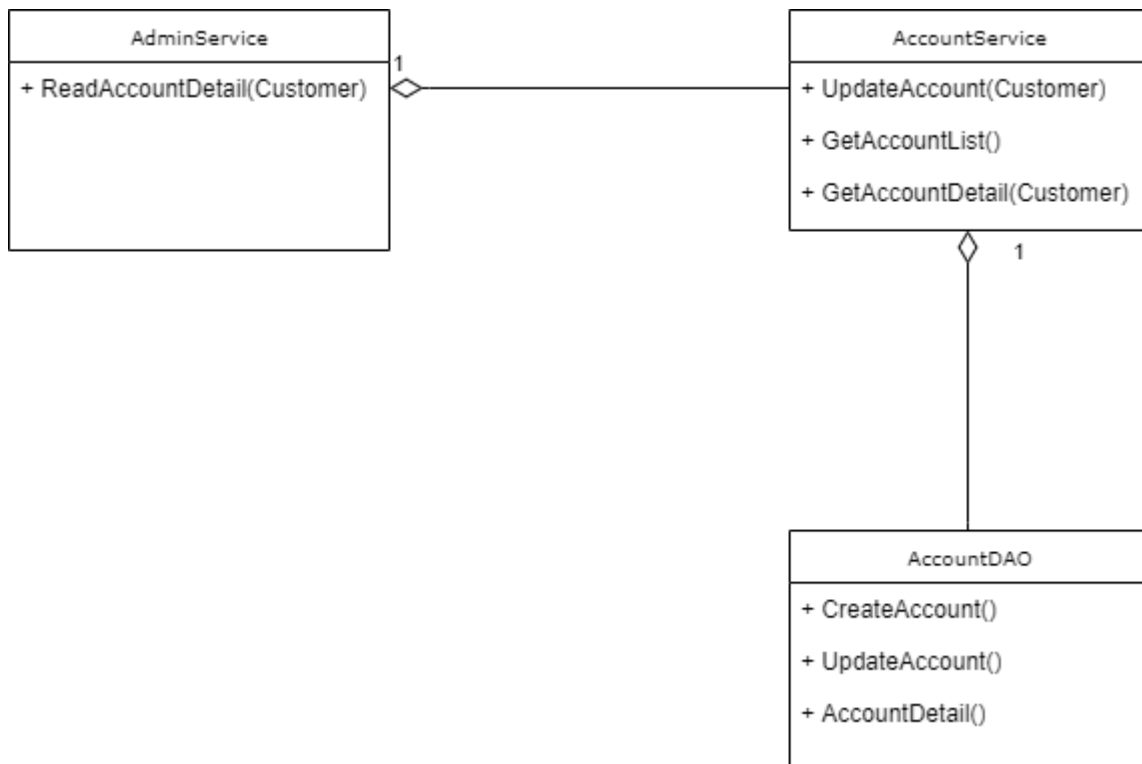 AdminService
+ ReadAccountDetail(Customer)
1
AccountService
+ UpdateAccount(Customer)
+ GetAccountList()
+ GetAccountDetail(Customer)
1
AccountDAO
+ CreateAccount()
+ UpdateAccount()
+ AccountDetail()